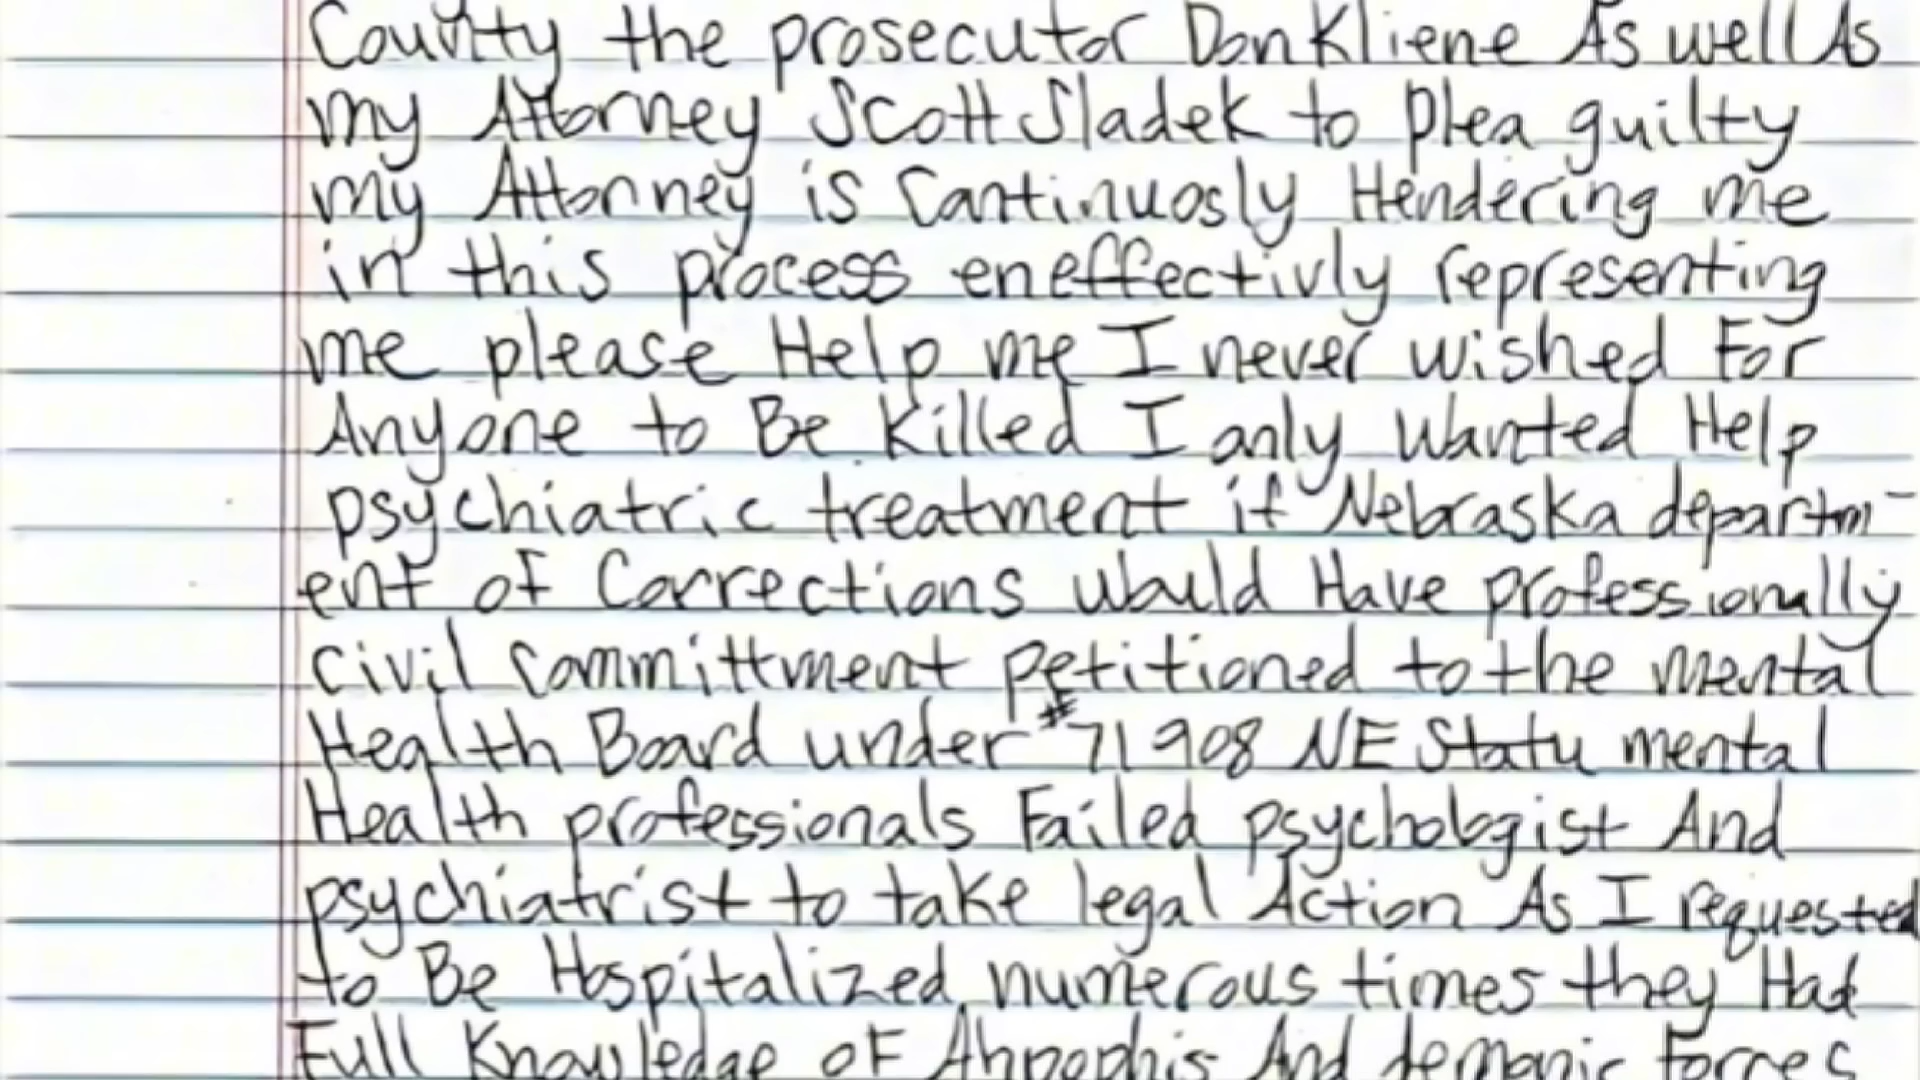 County the prosecutor Don Kliene As well As
my Attorney Scott Sladek to plea guilty
my Attorney is Continuosly Hendering me
in this process eneffectivly representing
me please Help me I never wished For
Anyone to Be Killed I only Wanted Help
psychiatric treatment if Nebraska departm-
ent of Corrections would Have professionally
civil committment petitioned to the mental
Health Board under #71908 NE Statu mental
Health professionals Failed psychologist And
psychiatrist to take legal Action As I requested
to Be Hospitalized numerous times they Had
Full Knowledge of Ahpophis And demonic Forces